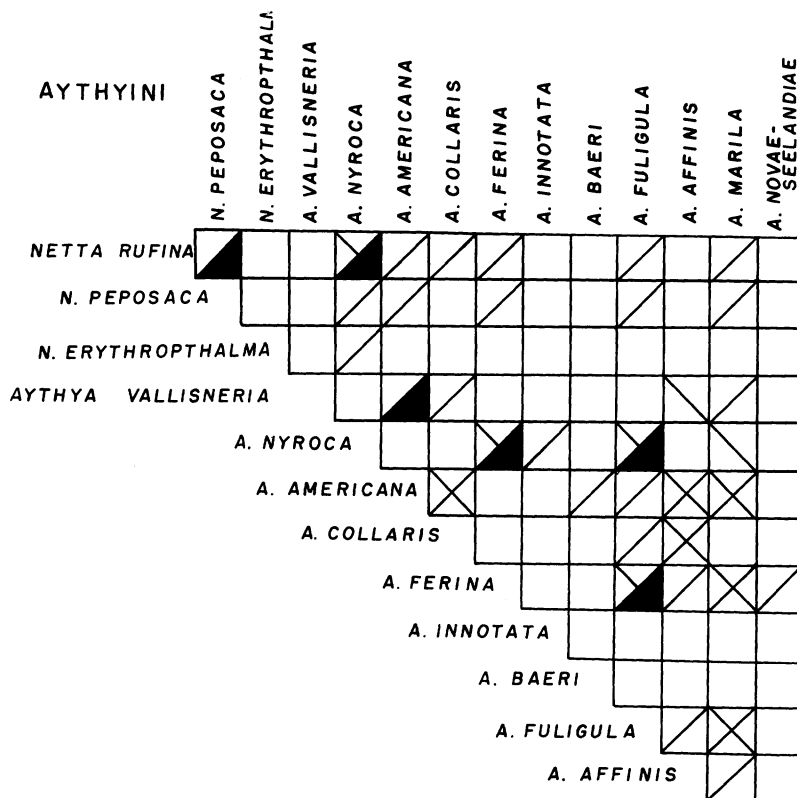 AYTHYINI
N. PEPOSACA
N. ERYTHROPTHALM
A. VALLISNERIA
A. NYROCA
A. AMERICANA
A. COLLARIS
A. FERINA
A. INNOTATA
A. BAERI
A. FULIGULA
A. AFFINIS
A. MARILA
A. NOVAE-
SEELANDIAE
NETTA RUFINA
N. PEPOSACA
N. ERYTHROPTHALMA
AYTHYA VALLISNERIA
A. NYROCA
A. AMERICANA
A. COLLARIS
A. FERINA
A. INNOTATA
A. BAERI
A. FULIGULA
A. AFFINIS